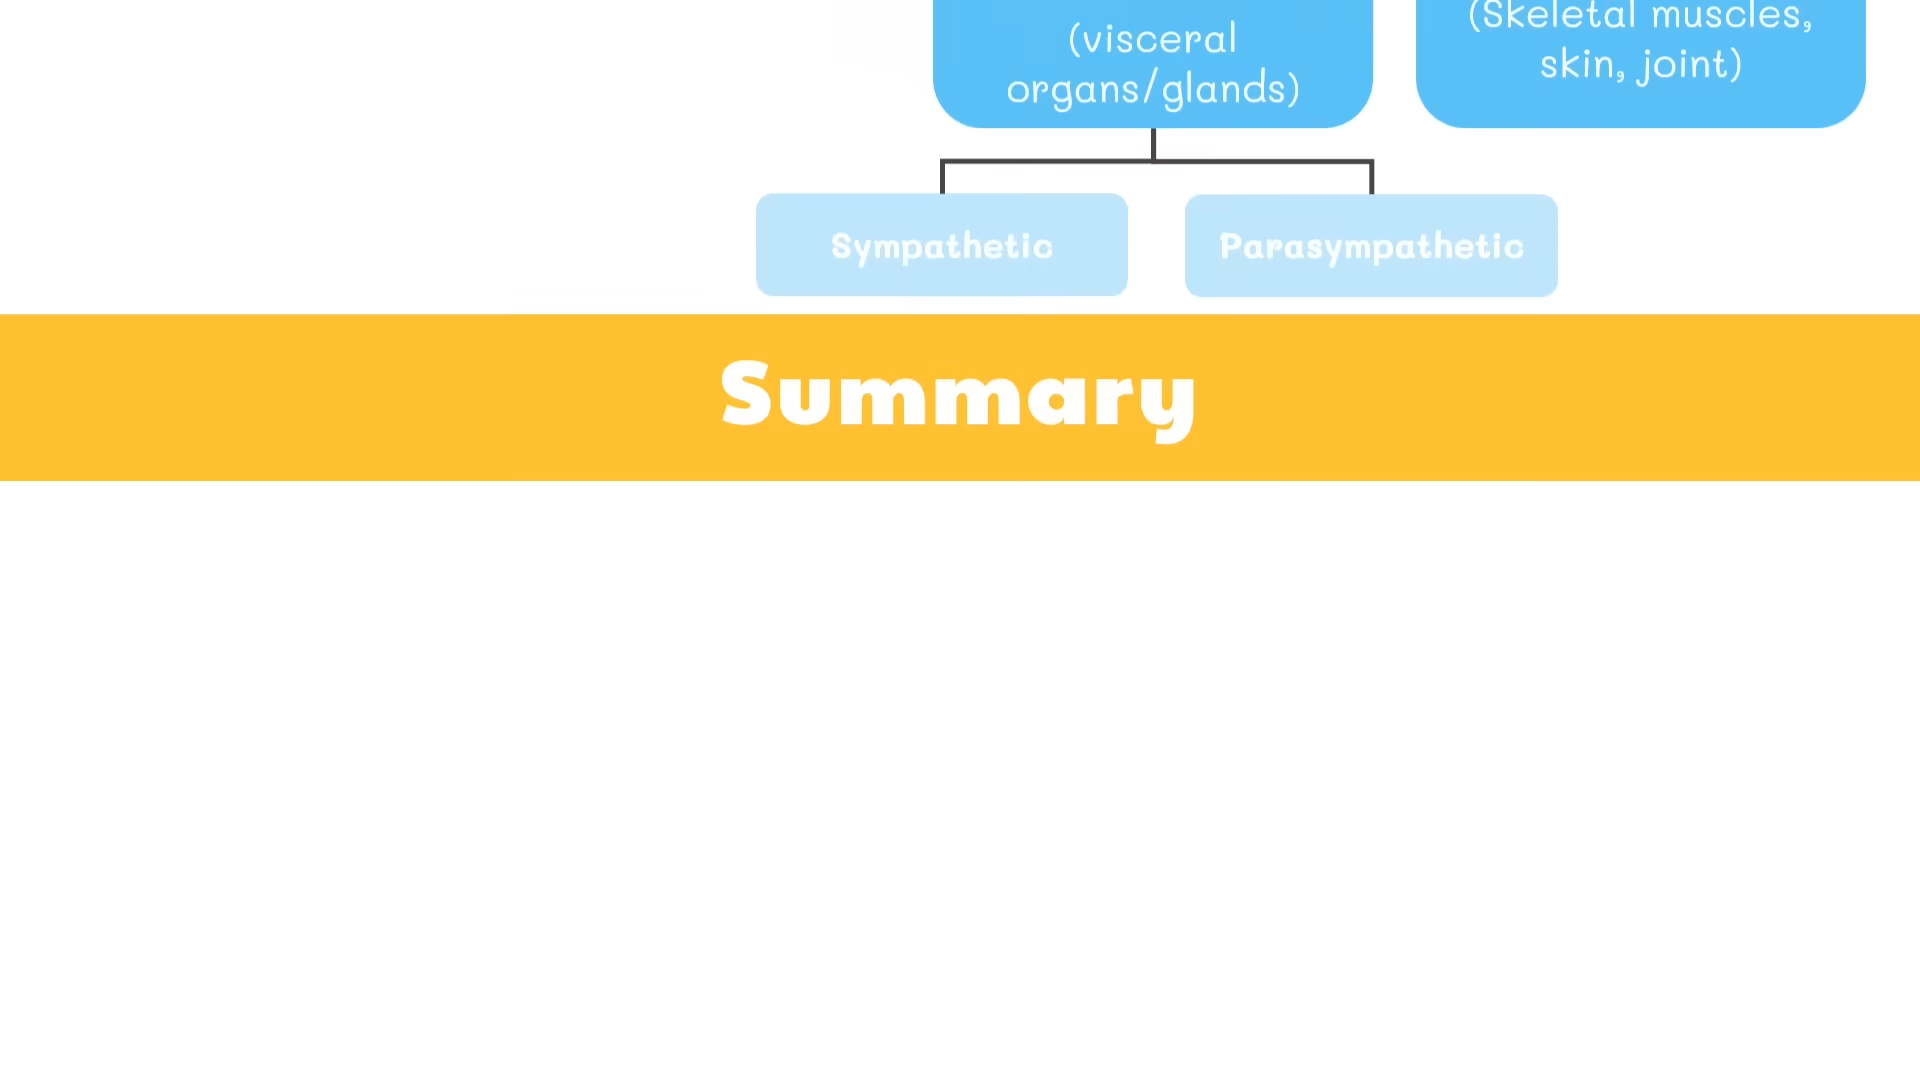 (visceral
organs/glands)
(Skeletal muscles,
skin, joint)
Sympathetic
Parasympathetic
Summary